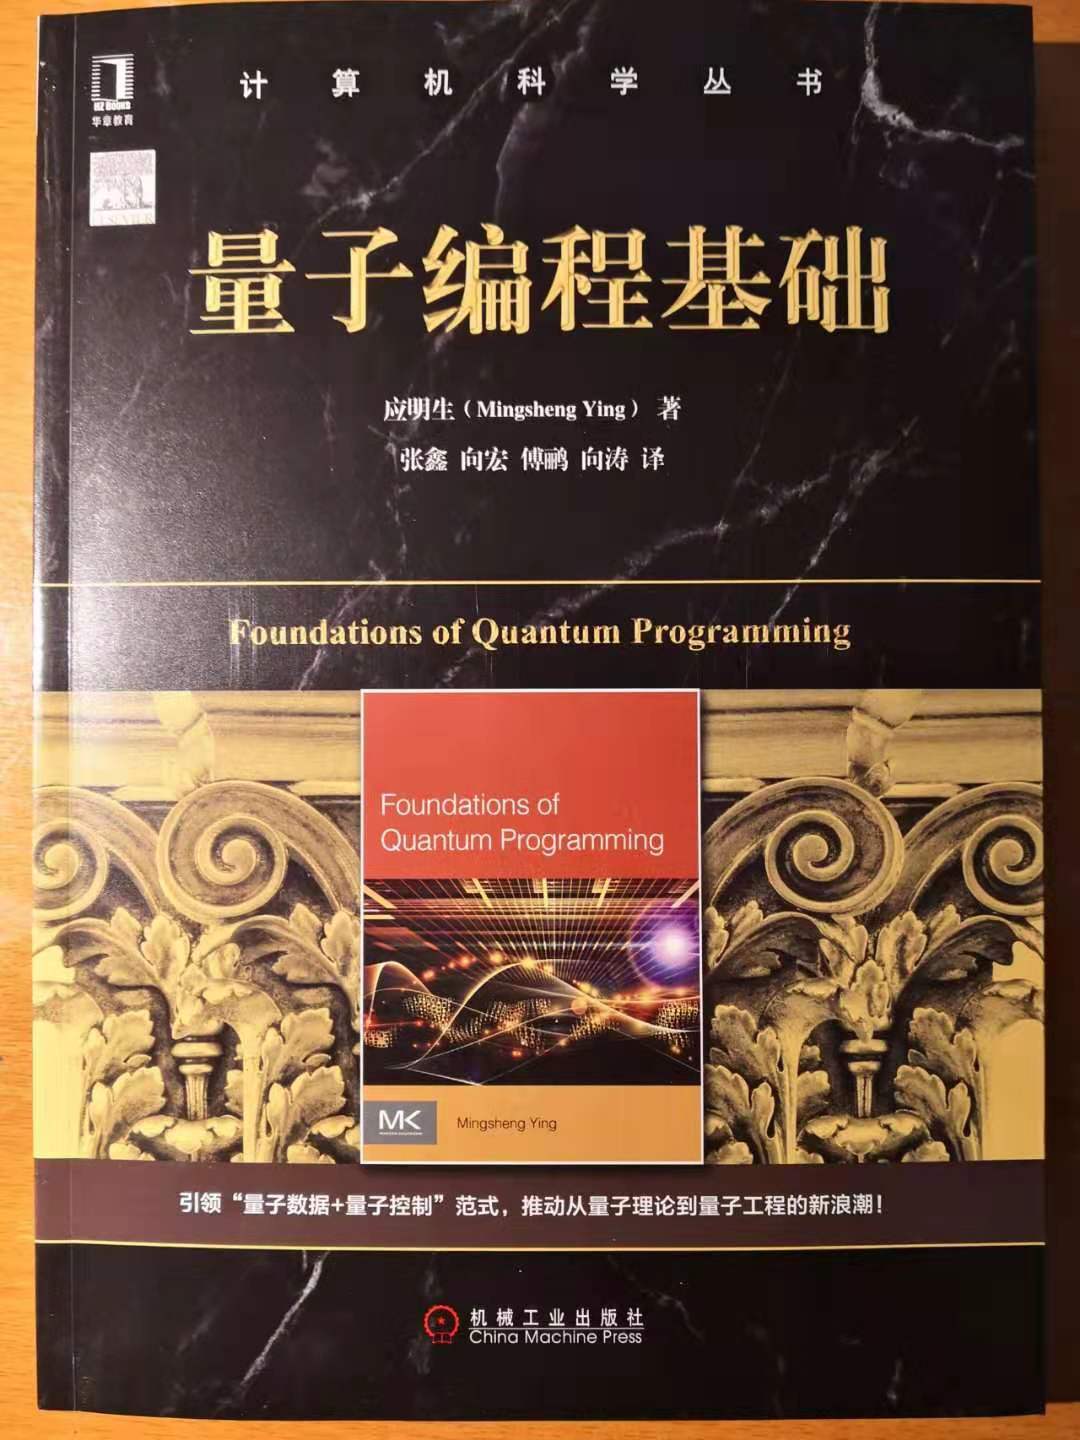 计算机科学丛书
HZ BOOKS
华章教育
ELSEVIER
量子编程基础
应明生（Mingsheng Ying）著
张鑫 向宏 傅鹂 向涛 译
Foundations of Quantum Programming
Foundations of
Quantum Programming
MK
Mingsheng Ying
引领“量子数据+量子控制”范式，推动从量子理论到量子工程的新浪潮！
机械工业出版社
China Machine Press